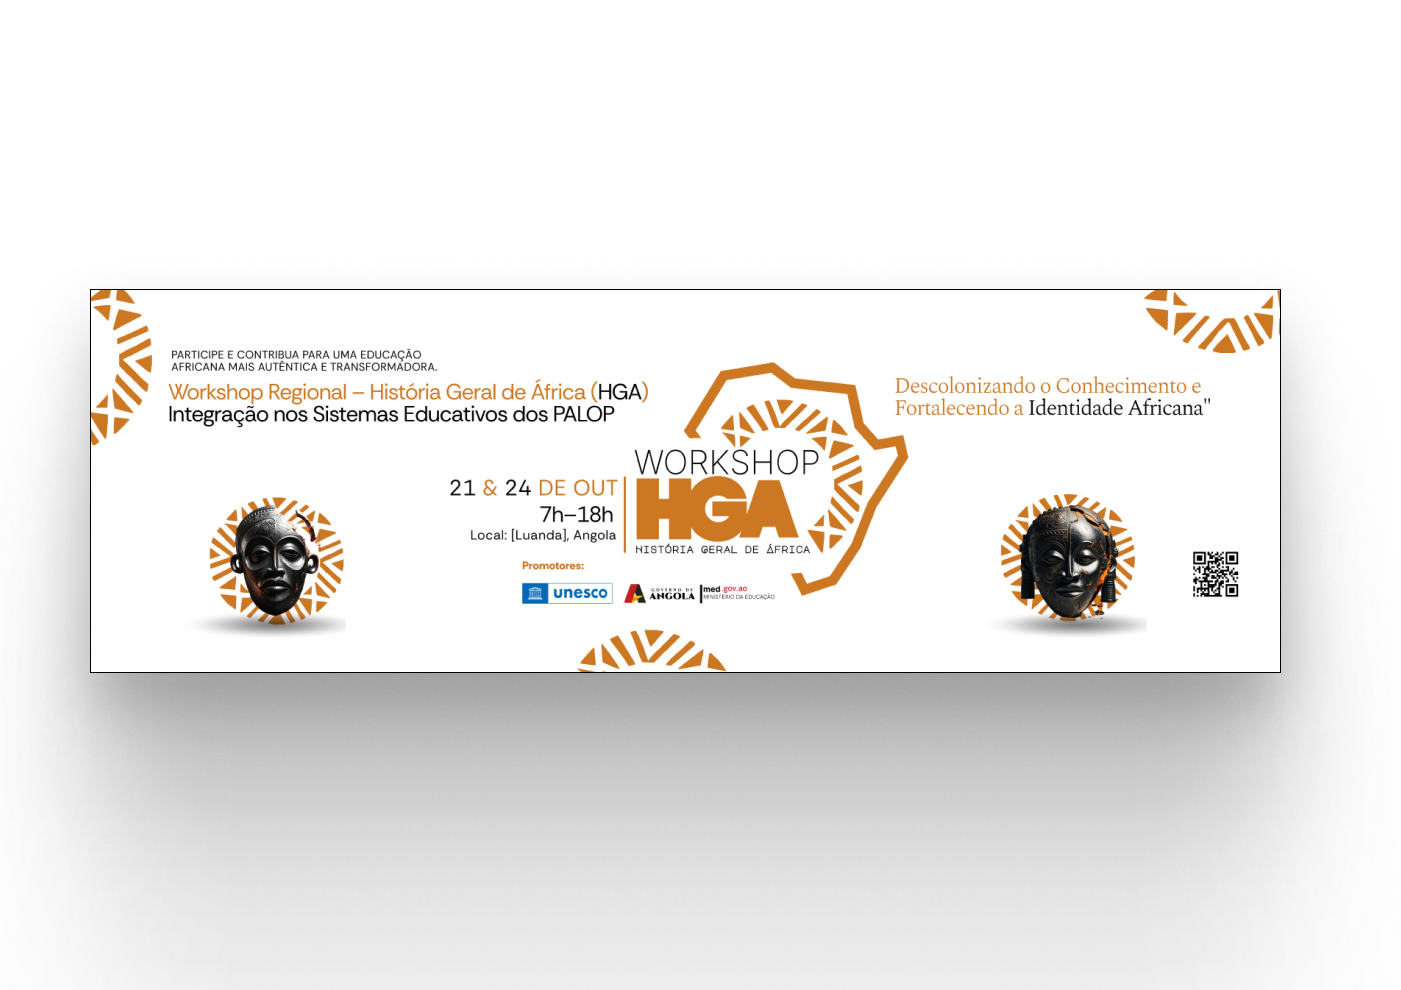 PARTICIPE E CONTRIBUA PARA UMA EDUCAÇÃO
AFRICANA MAIS AUTÊNTICA E TRANSFORMADORA.
Workshop Regional – História Geral de África (HGA)
Integração nos Sistemas Educativos dos PALOP
21 & 24 DE OUT
7h–18h
Local: [Luanda], Angola
WORKSHOP
HGA
HISTÓRIA GERAL DE ÁFRICA
Promotores:
unesco
GOVERNO DE
ANGOLA
med.gov.ao
MINISTÉRIO DA EDUCAÇÃO
Descolonizando o Conhecimento e
Fortalecendo a Identidade Africana"